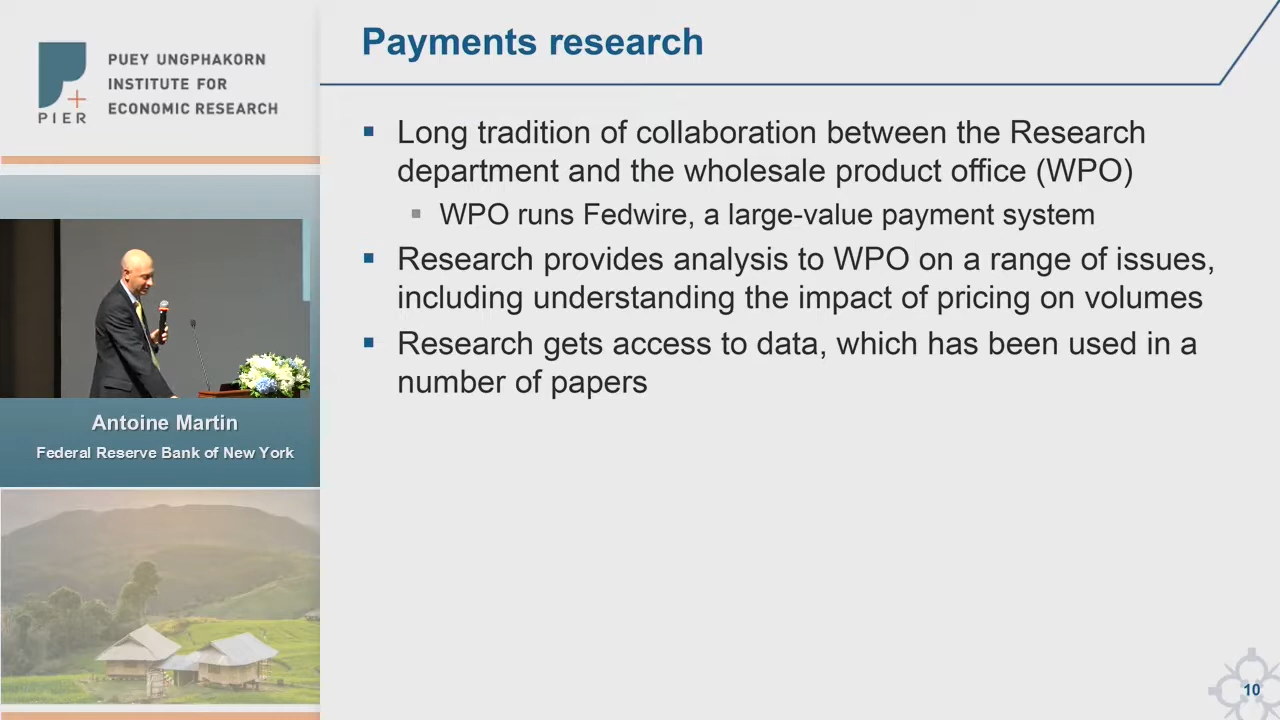 PUEY UNGPHAKORN
INSTITUTE FOR
ECONOMIC RESEARCH
PIER
Antoine Martin
Federal Reserve Bank of New York
Payments research
Long tradition of collaboration between the Research
department and the wholesale product office (WPO)
WPO runs Fedwire, a large-value payment system
Research provides analysis to WPO on a range of issues,
including understanding the impact of pricing on volumes
Research gets access to data, which has been used in a
number of papers
10